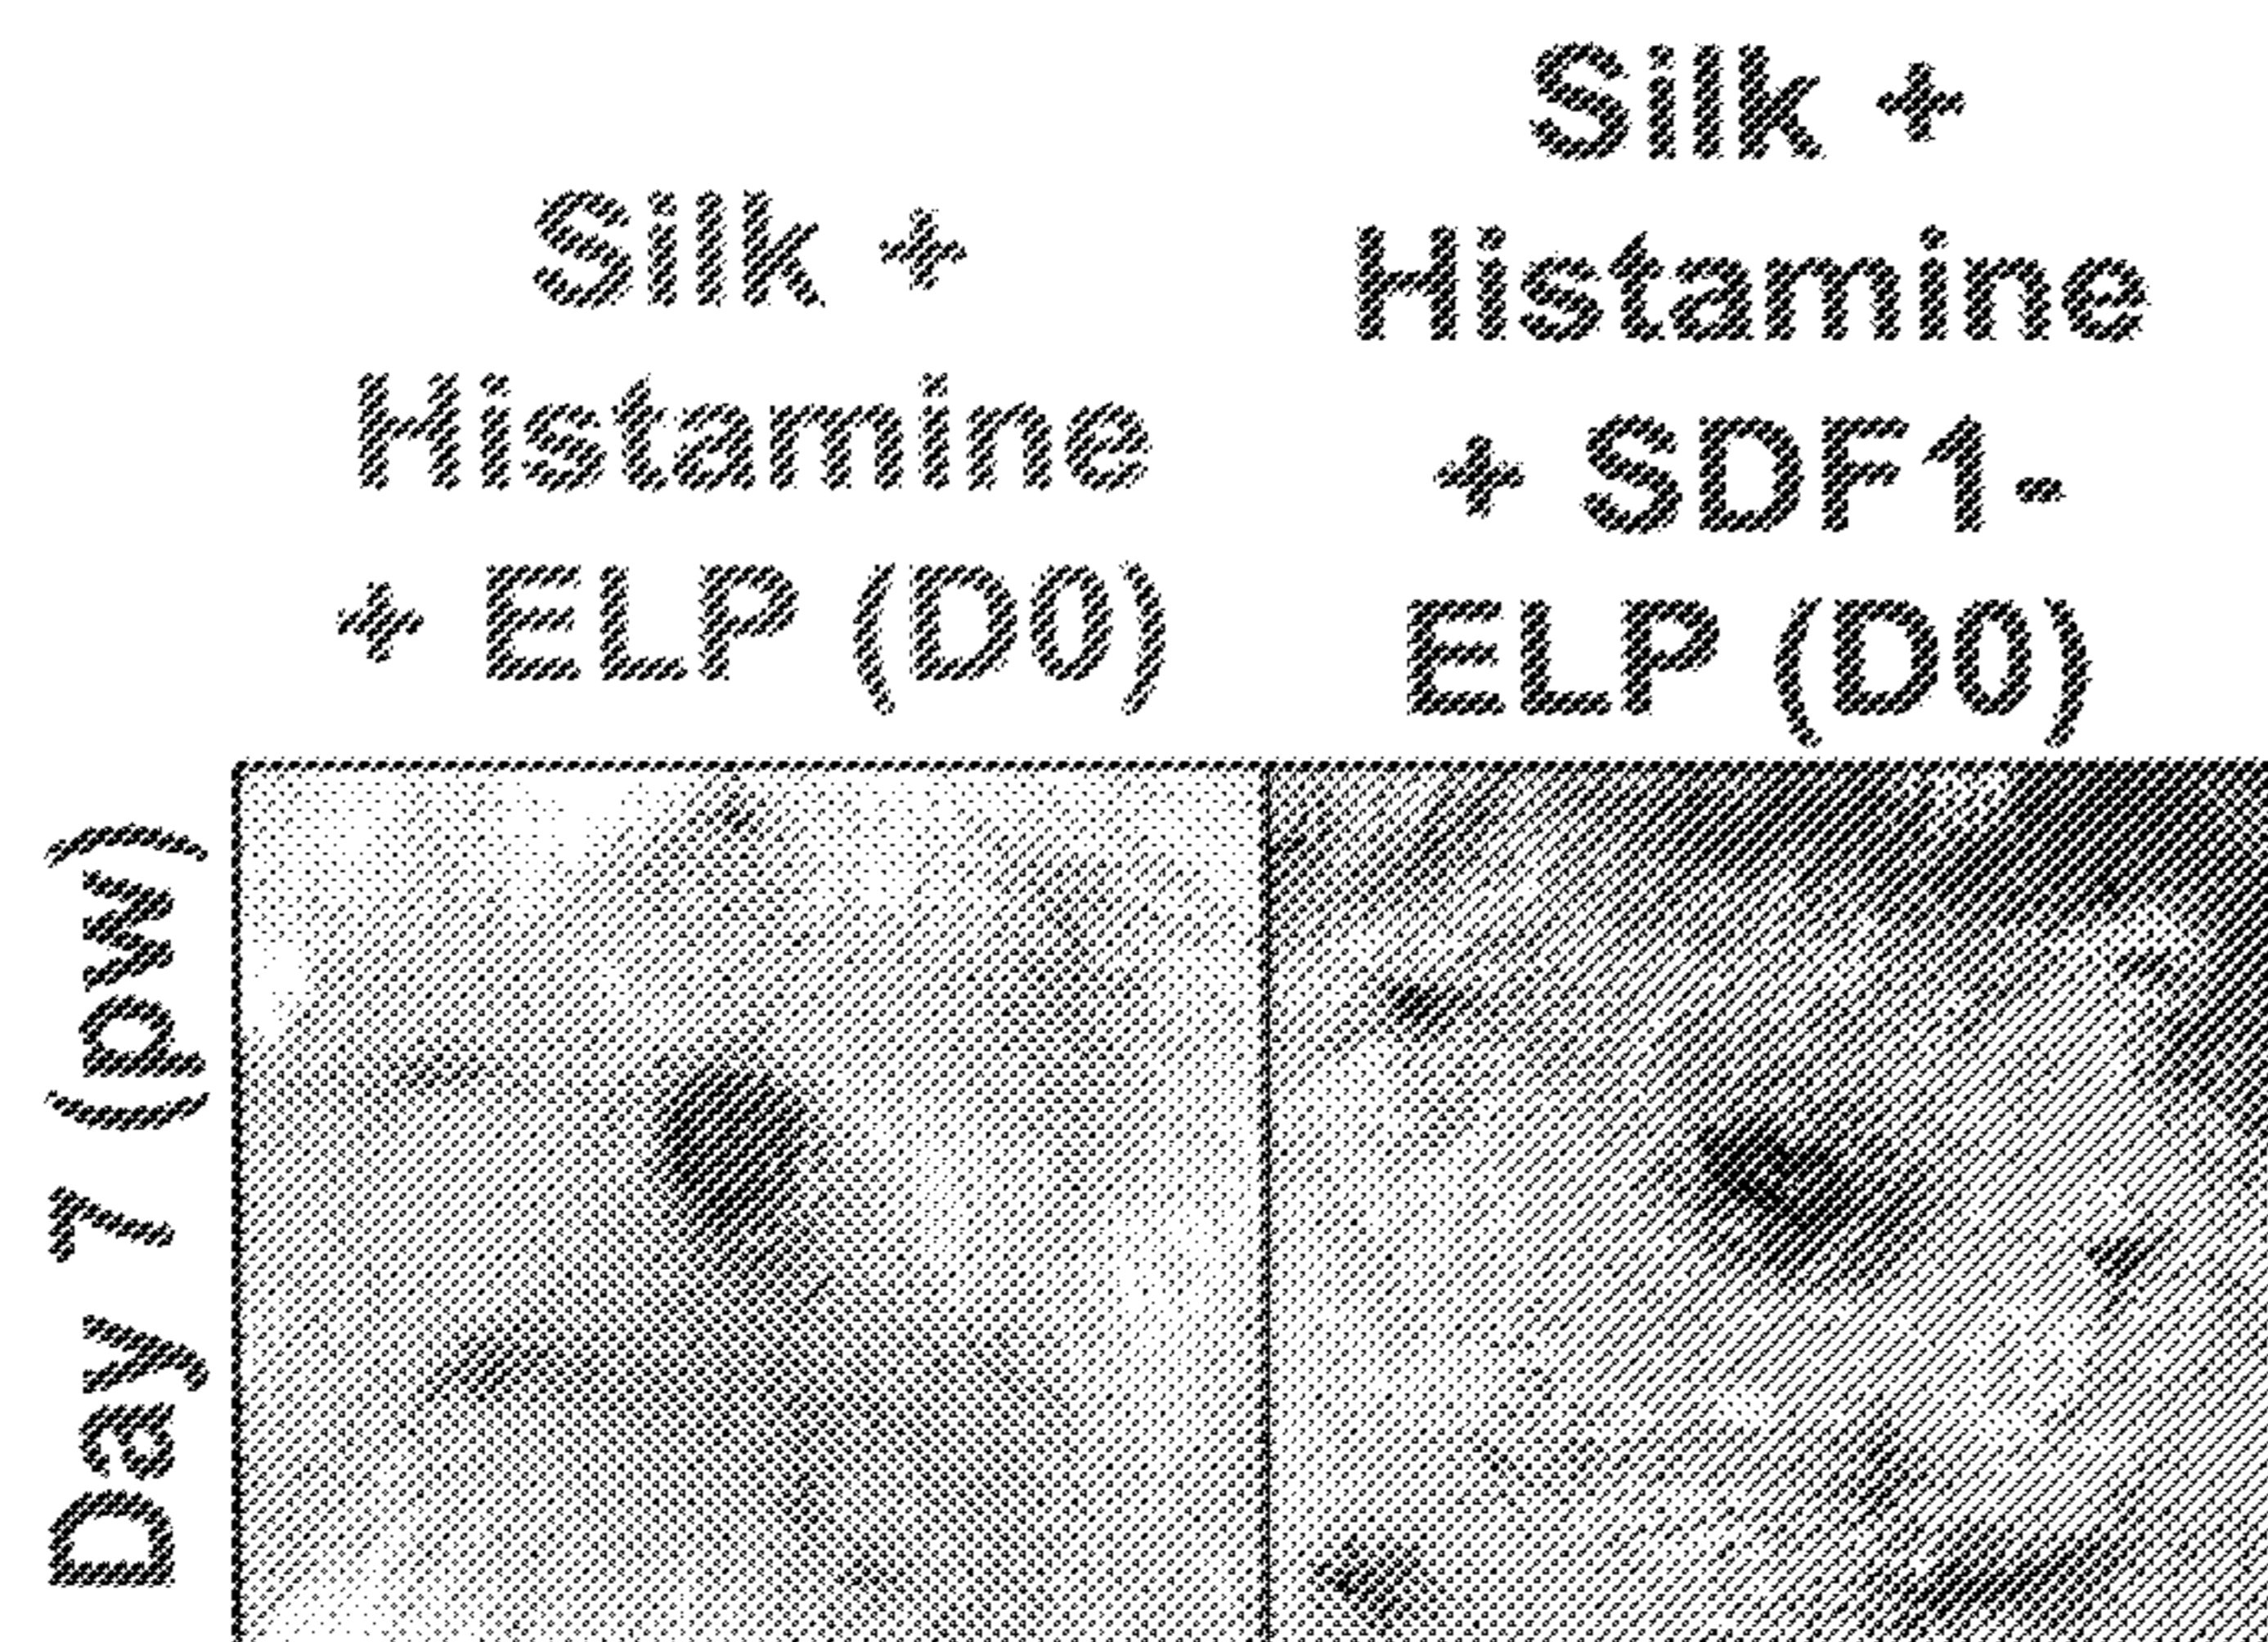 Silk +
Histamine
+ ELP (D0)
Silk +
Histamine
+ SDF1-
ELP (D0)
Day 7 (pw)